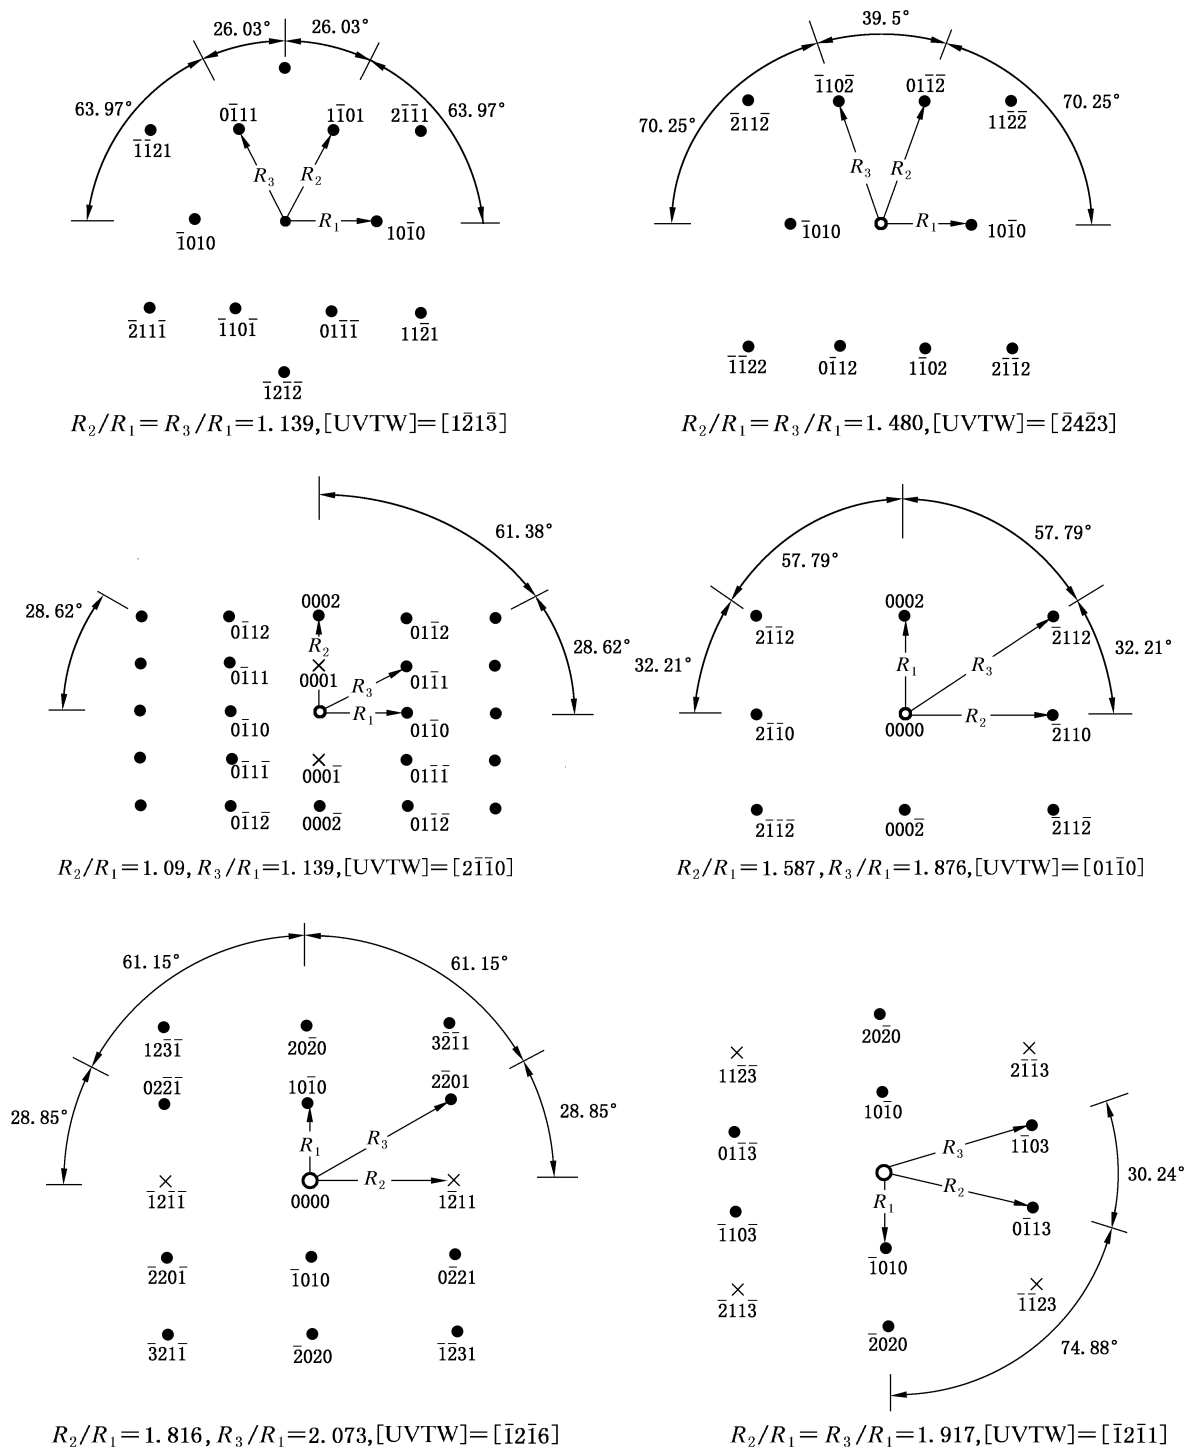 26.03° 26.03°
63.97° 63.97°
01̄11 11̄01 21̄1̄1
1̄1̄21
R₃ R₂
R₁
1̄010 101̄0
2̄111̄ 1̄101̄ 011̄1̄ 112̄1
1̄21̄2̄
R₂/R₁=R₃/R₁=1.139,[UVTW]=[12̄13̄]
39.5°
70.25° 70.25°
2̄112̄ 1̄102̄ 011̄2̄ 112̄2̄
R₃ R₂
R₁
1̄010 101̄0
1̄1̄22 01̄12 11̄02 21̄1̄2
R₂/R₁=R₃/R₁=1.480,[UVTW]=[2̄42̄3]
61.38°
28.62° 28.62°
0002
01̄12 011̄2
R₂
01̄11 0001 011̄1
R₃
R₁
01̄10 011̄0
01̄11̄ 0001̄ 011̄1̄
01̄12̄ 0002̄ 011̄2̄
R₂/R₁=1.09,R₃/R₁=1.139,[UVTW]=[21̄1̄0]
57.79° 57.79°
32.21° 32.21°
0002
21̄1̄2 2̄112
R₁ R₃
R₂
21̄1̄0 0000 2̄110
21̄1̄2̄ 0002̄ 2̄112̄
R₂/R₁=1.587,R₃/R₁=1.876,[UVTW]=[011̄0]
61.15° 61.15°
28.85° 28.85°
123̄1̄ 202̄0 32̄1̄1
022̄1̄ 101̄0 22̄01
R₁ R₃
R₂
1̄21̄1̄ 0000 12̄11
2̄201̄ 1̄010 02̄21
3̄211̄ 2̄020 1̄2̄31
R₂/R₁=1.816,R₃/R₁=2.073,[UVTW]=[1̄21̄6]
202̄0
112̄3̄ 21̄1̄3
101̄0
011̄3̄ 11̄03
R₃
30.24°
R₂
R₁
1̄103̄ 01̄13
1̄010
2̄113̄ 1̄1̄23
2̄020
74.88°
R₂/R₁=R₃/R₁=1.917,[UVTW]=[1̄21̄1]